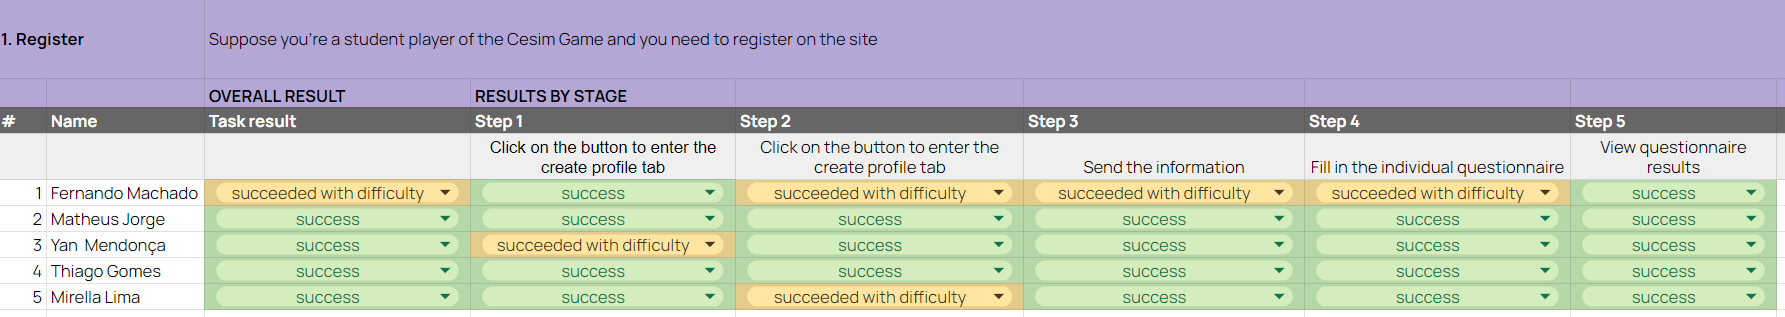 1. Register Suppose you're a student player of the Cesim Game and you need to register on the site
OVERALL RESULT RESULTS BY STAGE
# Name Task result Step 1 Step 2 Step 3 Step 4 Step 5
Click on the button to enter the create profile tab Click on the button to enter the create profile tab Send the information Fill in the individual questionnaire View questionnaire results
1 Fernando Machado succeeded with difficulty success succeeded with difficulty succeeded with difficulty succeeded with difficulty success
2 Matheus Jorge success success success success success success
3 Yan Mendonça success succeeded with difficulty success success success success
4 Thiago Gomes success success success success success success
5 Mirella Lima success success succeeded with difficulty success success success